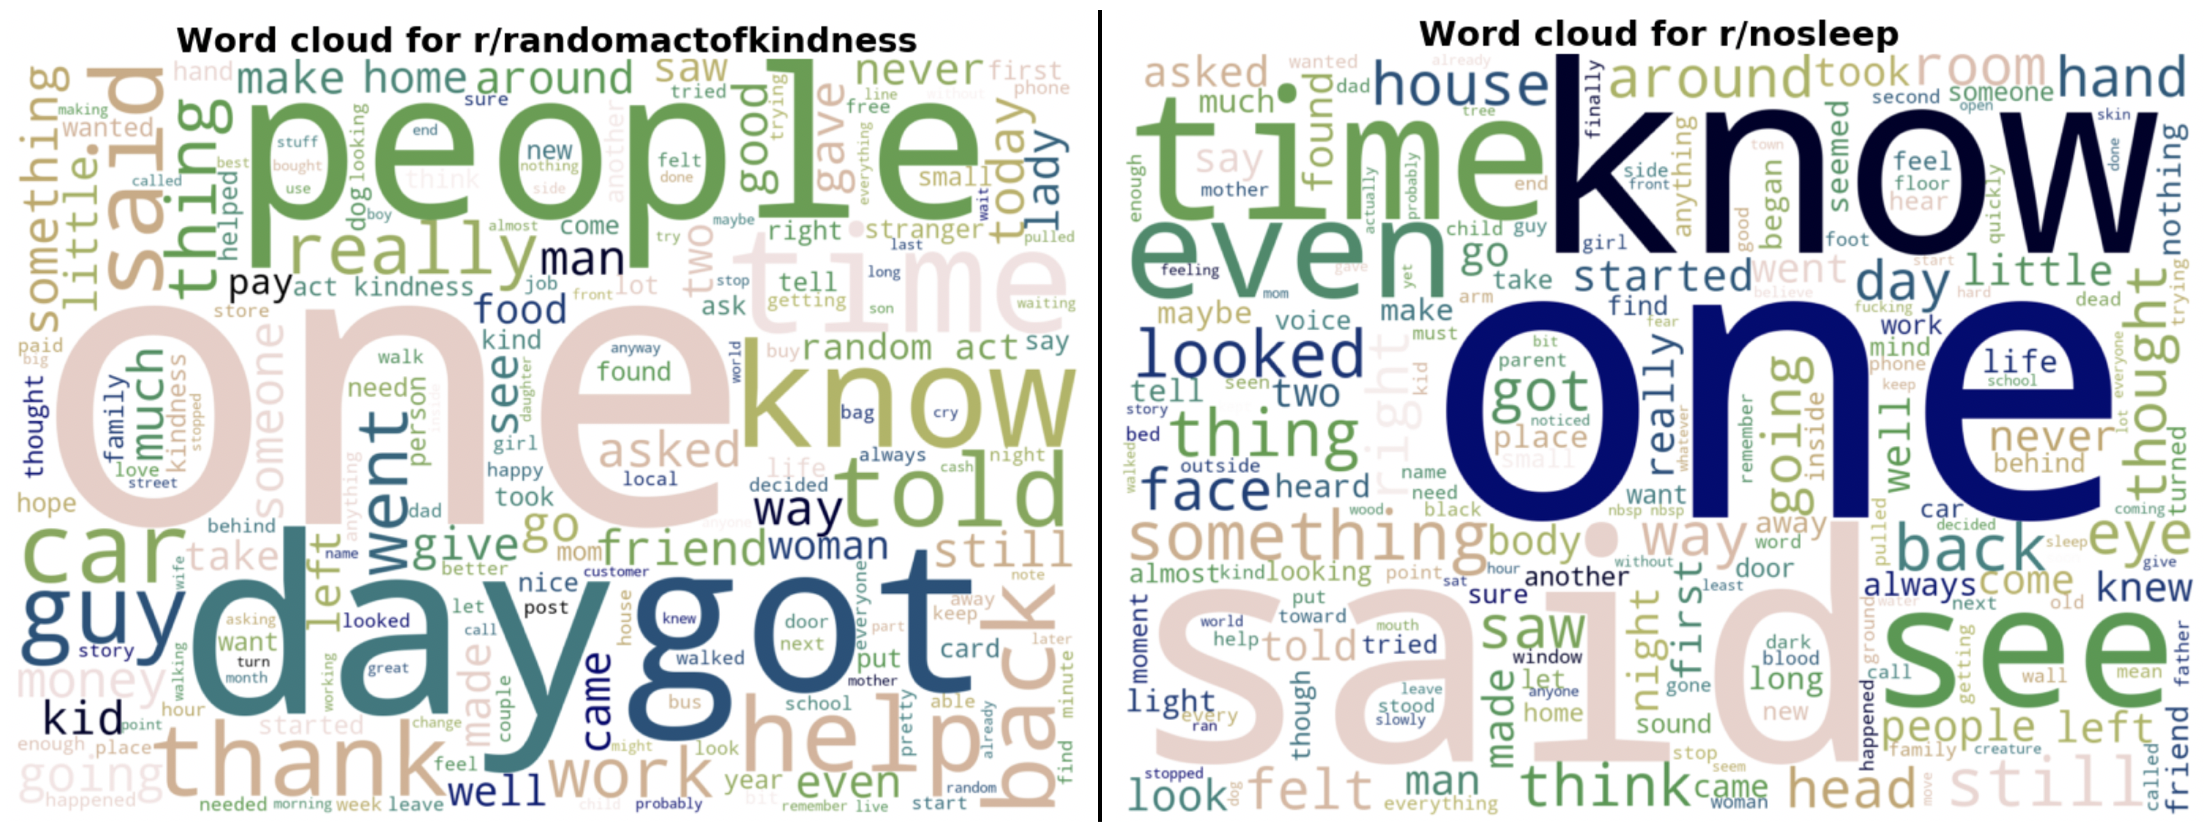 Word cloud for r/randomactofkindness
something
little.
said
hand
make
home
around
saw
never
first
phone
making
wanted
thing
sure
tried
good
trying
gave
line
free
without
people
stuff
bought
use
looking
end
new
nothing
side
think
another
felt
done
everything
small
wait
today
lady
best
called
helped
dog
boy
really
almost
come
maybe
try
two
right
stranger
last
pulled
man
pay
act kindness
job
front
lot
stop
tell
long
time
getting
ask
son
waiting
store
food
kind
paid
big
one
someone
walk
anyway
found
world
buy
random act
say
thought
family
much
kindness
stopped
love
street
need
person
inside
see
daughter
girl
happy
took
asked
local
know
bag
cry
always
cash
night
life
decided
hope
behind
anything
went
dad
go
anyone
way
told
car
take
left
name
give
mom
friend
woman
still
better
nice
customer
post
note
wife
guy
day
asking
want
turn
month
looked
let
call
great
working
house
got
knew
door
next
everyone
away
keep
part
back
later
story
walking
money
made
couple
came
walked
put
mother
card
kid
point
hour
started
change
bus
school
able
pretty
already
minute
enough
place
thank
feel
might
look
help
find
going
happened
well
work
year
even
random
needed
morning
week
leave
child
probably
bit
remember
live
start
Word cloud for r/nosleep
asked
wanted
already
much
found
dad
house
finally
around
took
room
hand
second
someone
open
skin
time
tree
know
enough
say
mother
actually
probably
end
side
front
anything
town
began
seemed
feel
floor
hear
quickly
done
nothing
even
feeling
gave
yet
child
guy
girl
go
good
foot
take
started
went
day
start
little
mom
arm
find
believe
hard
dead
trying
maybe
voice
make
must
fear
fucking
work
mind
looked
right
one
bit
parent
got
noticed
place
small
really
whatever
remember
going
inside
phone
keep
life
school
well
never
behind
lot
everyone
thought
turned
tell
seen
two
kid
story
bed
thing
walked
outside
face
heard
name
need
wood
black
want
nbsp nbsp
car
coming
something
body
way
away
word
pulled
decided
back
sleep
eye
almost
kind
looking
point
sat
hour
another
without
door
least
always
come
give
knew
next
old
sure
moment
said
put
toward
world
help
told
mouth
tried
saw
window
let
anyone
home
night
first
gone
dark
blood
long
new
ground
water
see
call
getting
wall
mean
father
light
every
ran
though
leave
stood
slowly
made
sound
happened
people
left
family
creature
look
stopped
dog
felt
man
everything
stop
seem
think
came
woman
head
move
still
called
friend